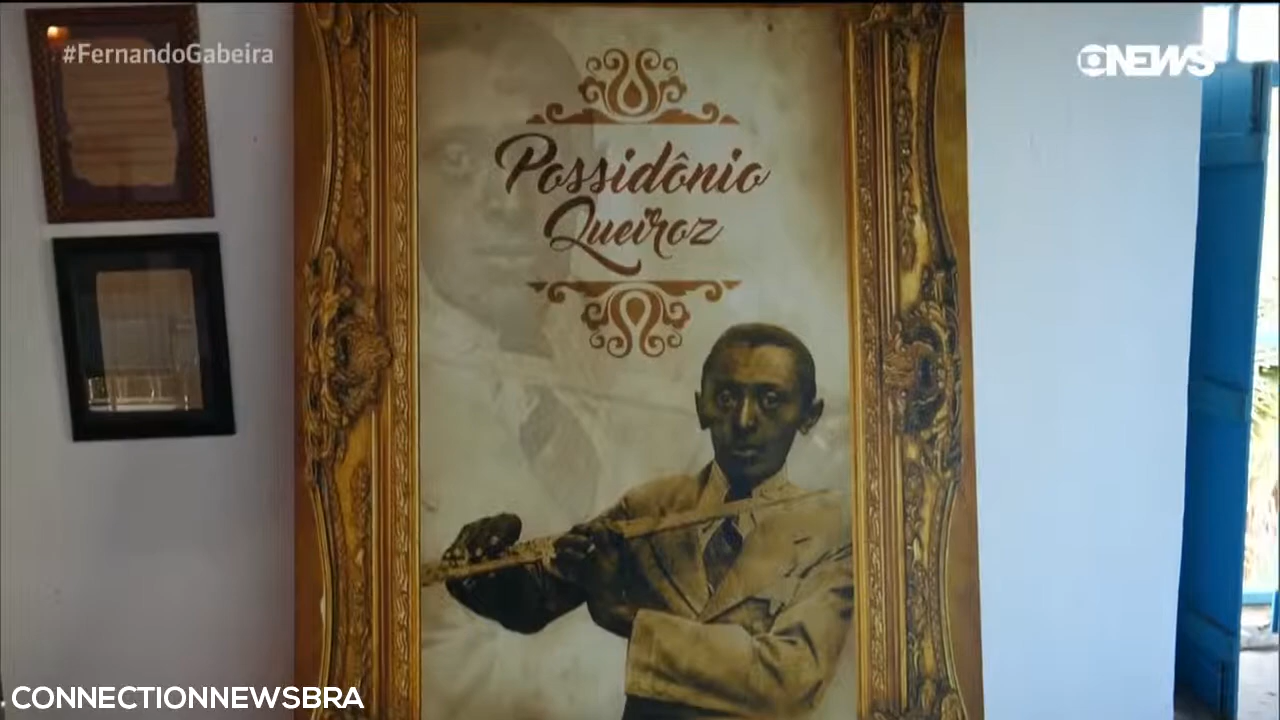 #FernandoGabeira
GNEWS
Possidônio
Queiroz
CONNECTIONNEWSBRA